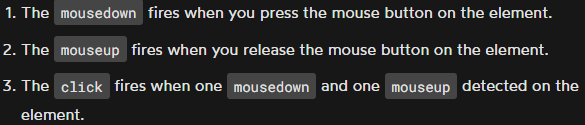 1. The mousedown fires when you press the mouse button on the element.
2. The mouseup fires when you release the mouse button on the element.
3. The click fires when one mousedown and one mouseup detected on the
element.